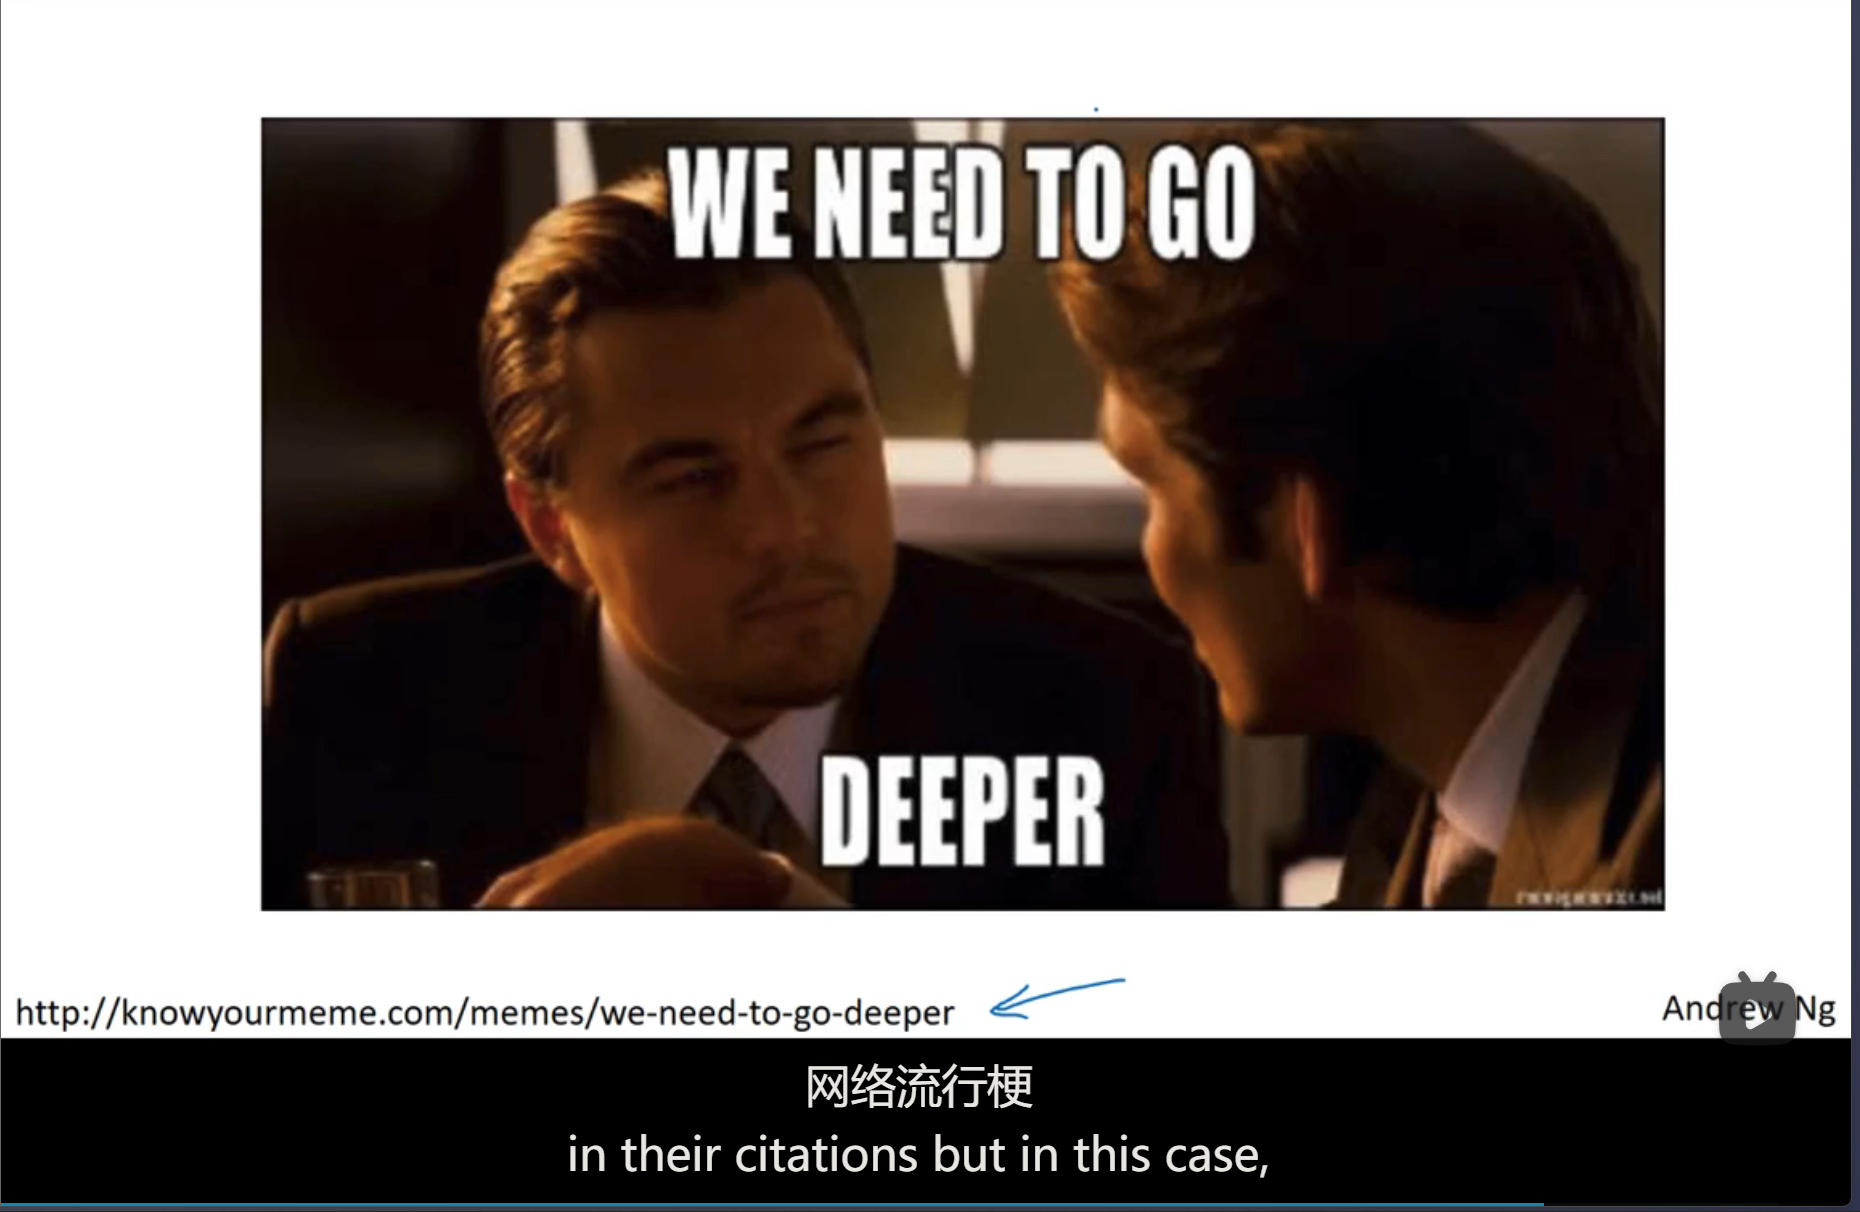 WE NEED TO GO
DEEPER
http://knowyourmeme.com/memes/we-need-to-go-deeper
Andrew Ng
网络流行梗
in their citations but in this case,